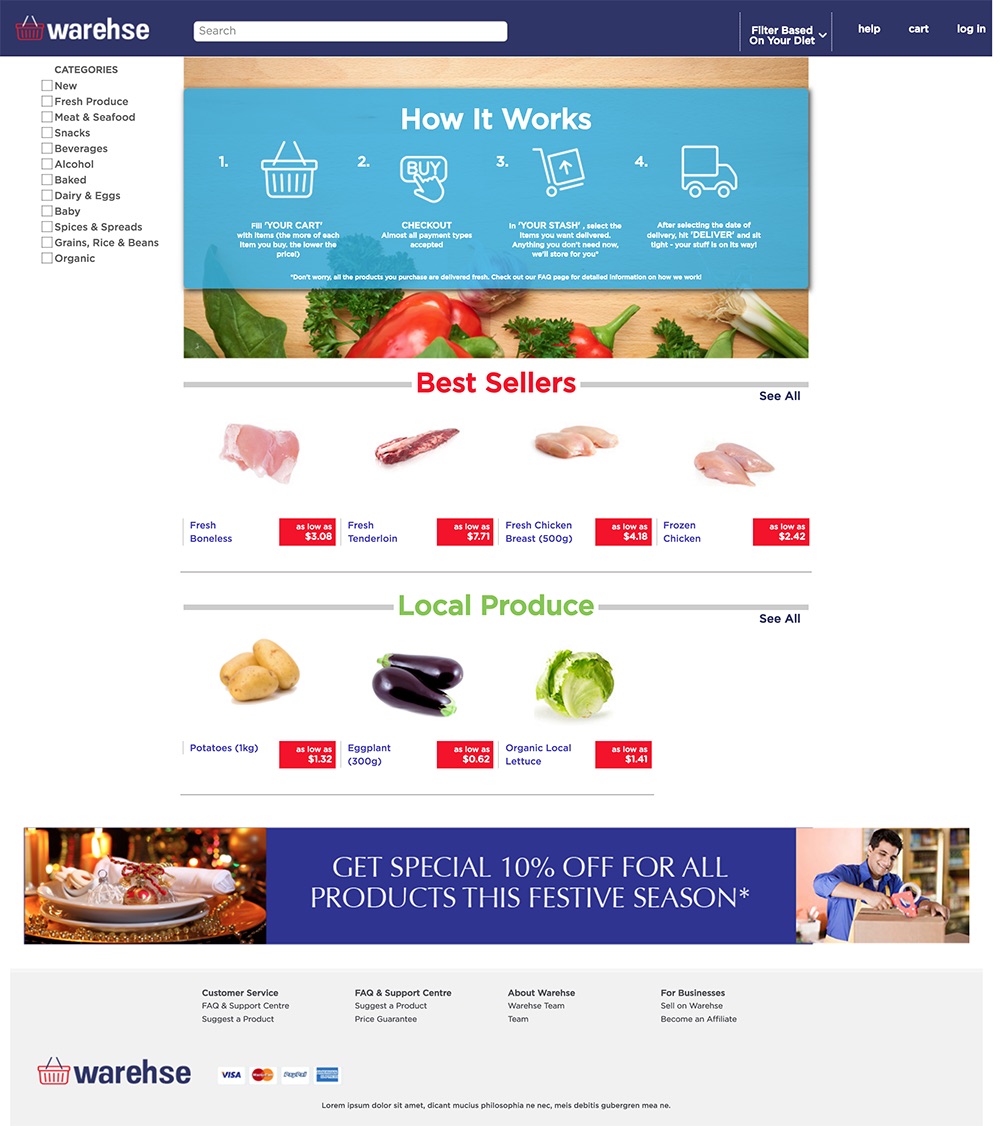 warehse
Search
Filter Based
On Your Diet
help
cart
log in
CATEGORIES
New
Fresh Produce
Meat & Seafood
Snacks
Beverages
Alcohol
Baked
Dairy & Eggs
Baby
Spices & Spreads
Grains, Rice & Beans
Organic
How It Works
1.
2.
BUY
3.
4.
Fill 'YOUR CART'
with items (the more of each
item you buy, the lower the
price!)
CHECKOUT
Almost all payment types
accepted
In 'YOUR STASH' , select the
items you want delivered.
Anything you don't need now,
we'll store for you*
After selecting the date of
delivery, hit 'DELIVER' and sit
tight - your stuff is on its way!
*Don't worry, all the products you purchase are delivered fresh. Check out our FAQ page for detailed information on how we work!
Best Sellers
See All
Fresh
Boneless
as low as
$3.08
Fresh
Tenderloin
as low as
$7.71
Fresh Chicken
Breast (500g)
as low as
$4.18
Frozen
Chicken
as low as
$2.42
Local Produce
See All
Potatoes (1kg)
as low as
$1.32
Eggplant
(300g)
as low as
$0.62
Organic Local
Lettuce
as low as
$1.41
GET SPECIAL 10% OFF FOR ALL
PRODUCTS THIS FESTIVE SEASON*
Customer Service
FAQ & Support Centre
Suggest a Product
FAQ & Support Centre
Suggest a Product
Price Guarantee
About Warehse
Warehse Team
Team
For Businesses
Sell on Warehse
Become an Affiliate
warehse
VISA
MasterCard
PayPal
Lorem ipsum dolor sit amet, dicant mucius philosophia ne nec, meis debitis gubergren mea ne.